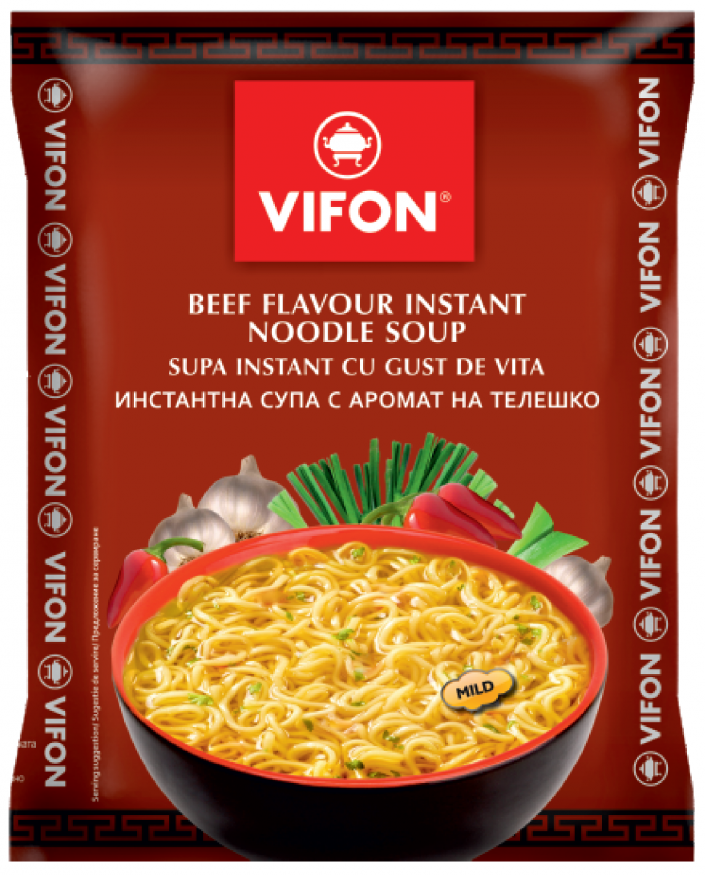 VIFON®
BEEF FLAVOUR INSTANT
NOODLE SOUP
SUPA INSTANT CU GUST DE VITA
ИНСТАНТНА СУПА С АРОМАТ НА ТЕЛЕШКО
MILD
VIFON
VIFON
VIFON
VIFON
VIFON
VIFON
VIFON
VIFON
VIFON
VIFON
Serving suggestion/ Sugestie de servire/ Предложение за сервиране